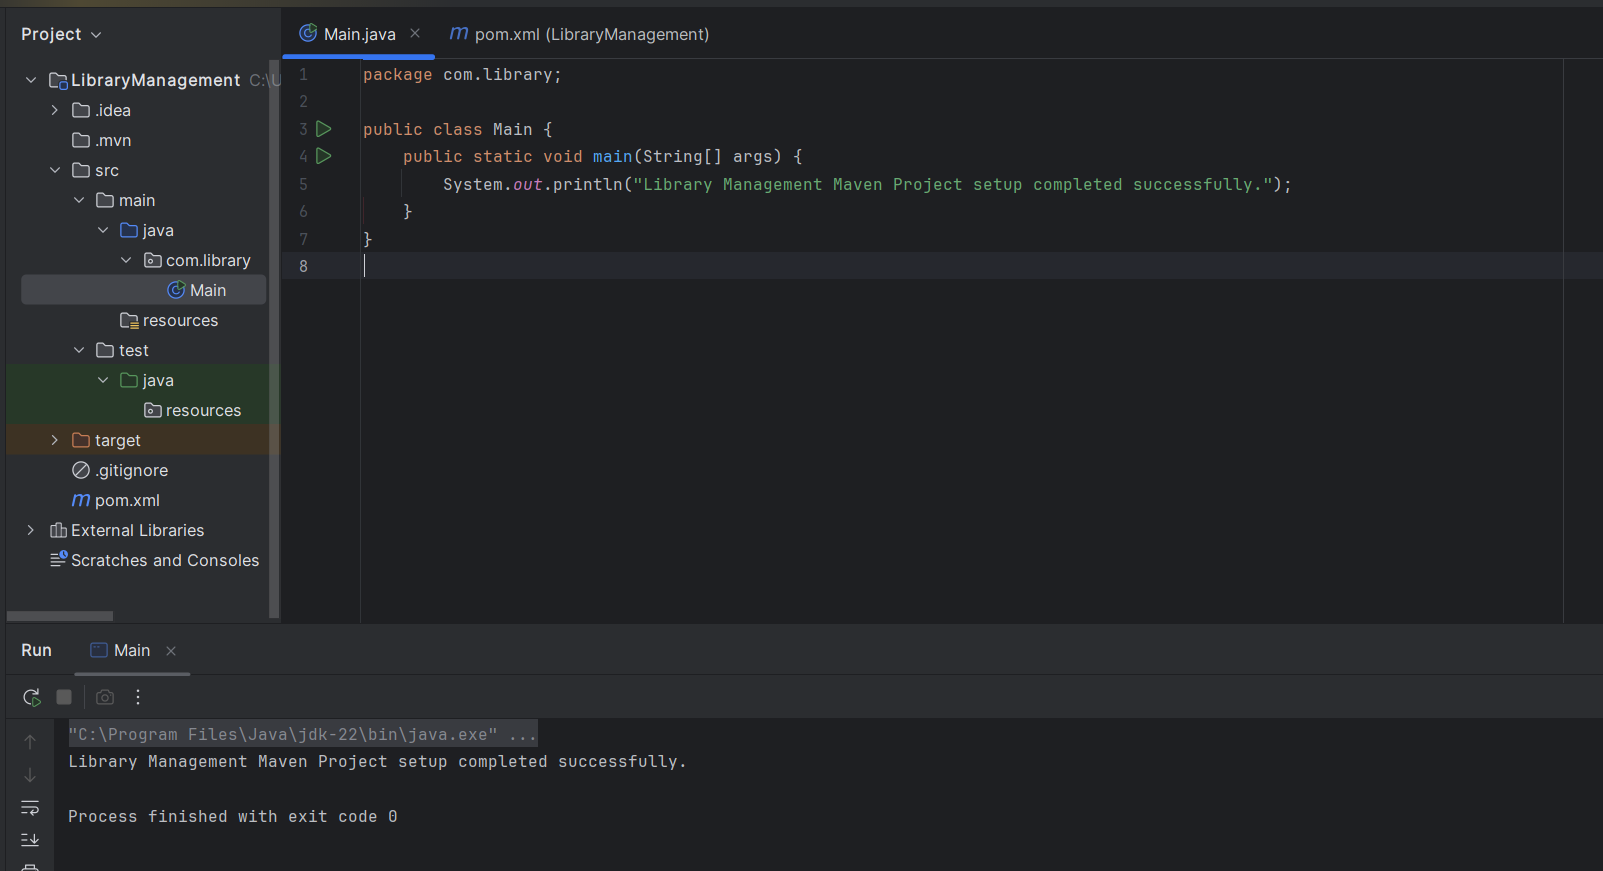 Project
Main.java
pom.xml (LibraryManagement)
LibraryManagement C:\U
.idea
.mvn
src
main
java
com.library
Main
resources
test
java
resources
target
.gitignore
pom.xml
External Libraries
Scratches and Consoles
1 package com.library;
2
3 public class Main {
4 public static void main(String[] args) {
5 System.out.println("Library Management Maven Project setup completed successfully.");
6 }
7 }
8
Run
Main
"C:\Program Files\Java\jdk-22\bin\java.exe" ...
Library Management Maven Project setup completed successfully.
Process finished with exit code 0